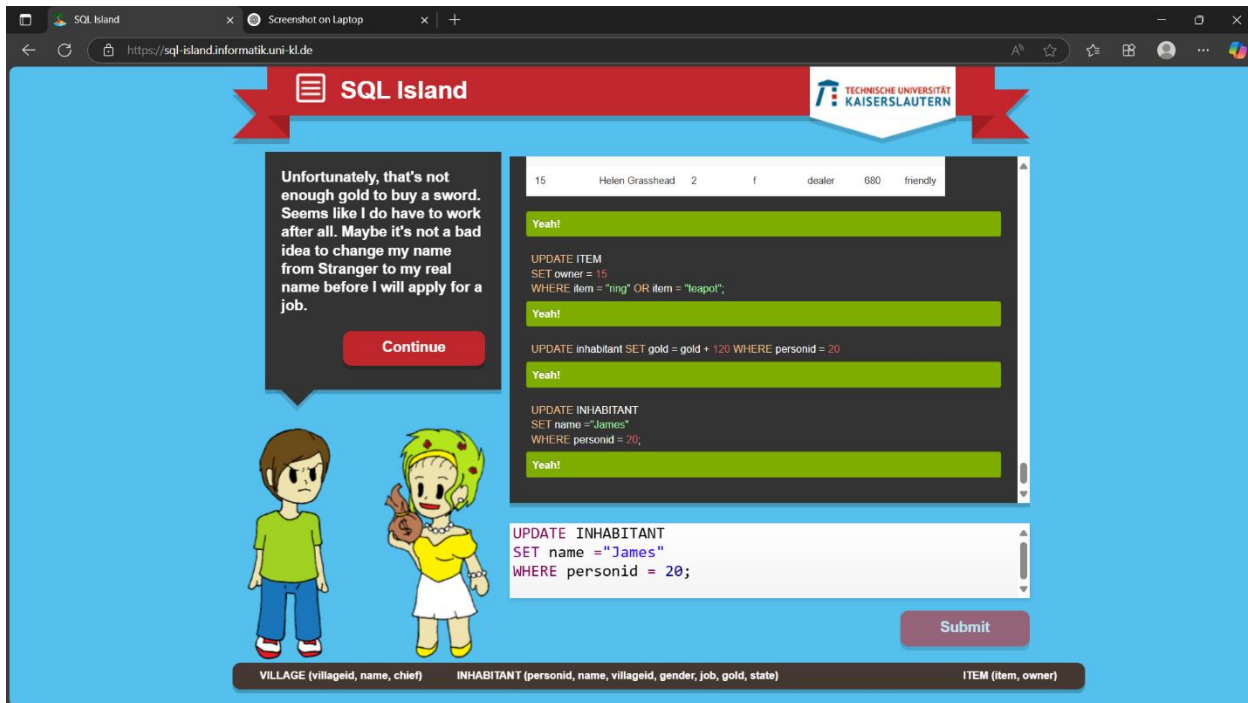 SQL Island
Screenshot on Laptop
https://sql-island.informatik.uni-kl.de
SQL Island
TECHNISCHE UNIVERSITÄT
KAISERSLAUTERN
Unfortunately, that's not
enough gold to buy a sword.
Seems like I do have to work
after all. Maybe it's not a bad
idea to change my name
from Stranger to my real
name before I will apply for a
job.
Continue
15 Helen Grasshead 2 f dealer 680 friendly
Yeah!
UPDATE ITEM
SET owner = 15
WHERE item = "ring" OR item = "teapot";
Yeah!
UPDATE inhabitant SET gold = gold + 120 WHERE personid = 20
Yeah!
UPDATE INHABITANT
SET name ="James"
WHERE personid = 20;
Yeah!
UPDATE INHABITANT
SET name ="James"
WHERE personid = 20;
Submit
VILLAGE (villageid, name, chief) INHABITANT (personid, name, villageid, gender, job, gold, state) ITEM (item, owner)